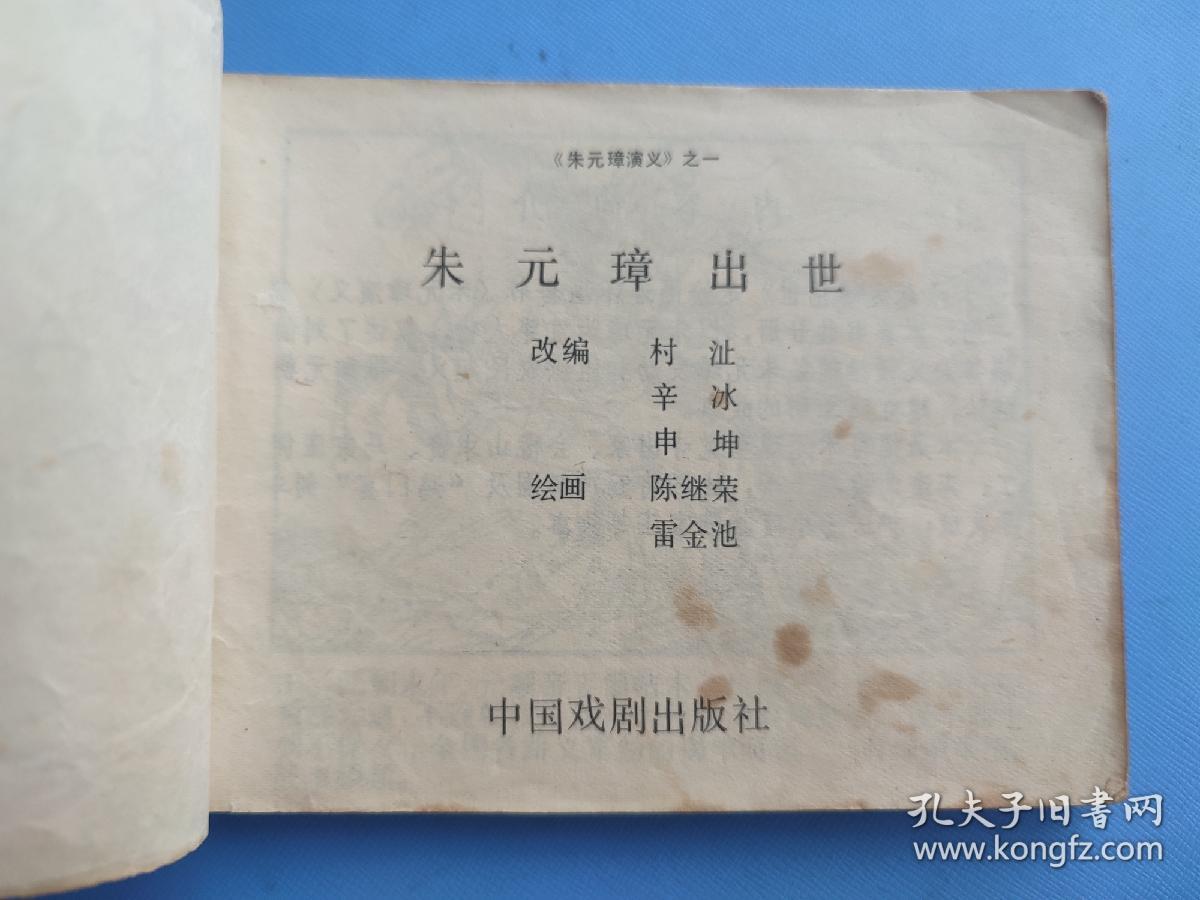 《朱元璋演义》之一
朱元璋出世
改编 村沚
辛冰
申坤
绘画 陈继荣
雷金池
中国戏剧出版社
孔夫子旧书网
www.kongfz.com